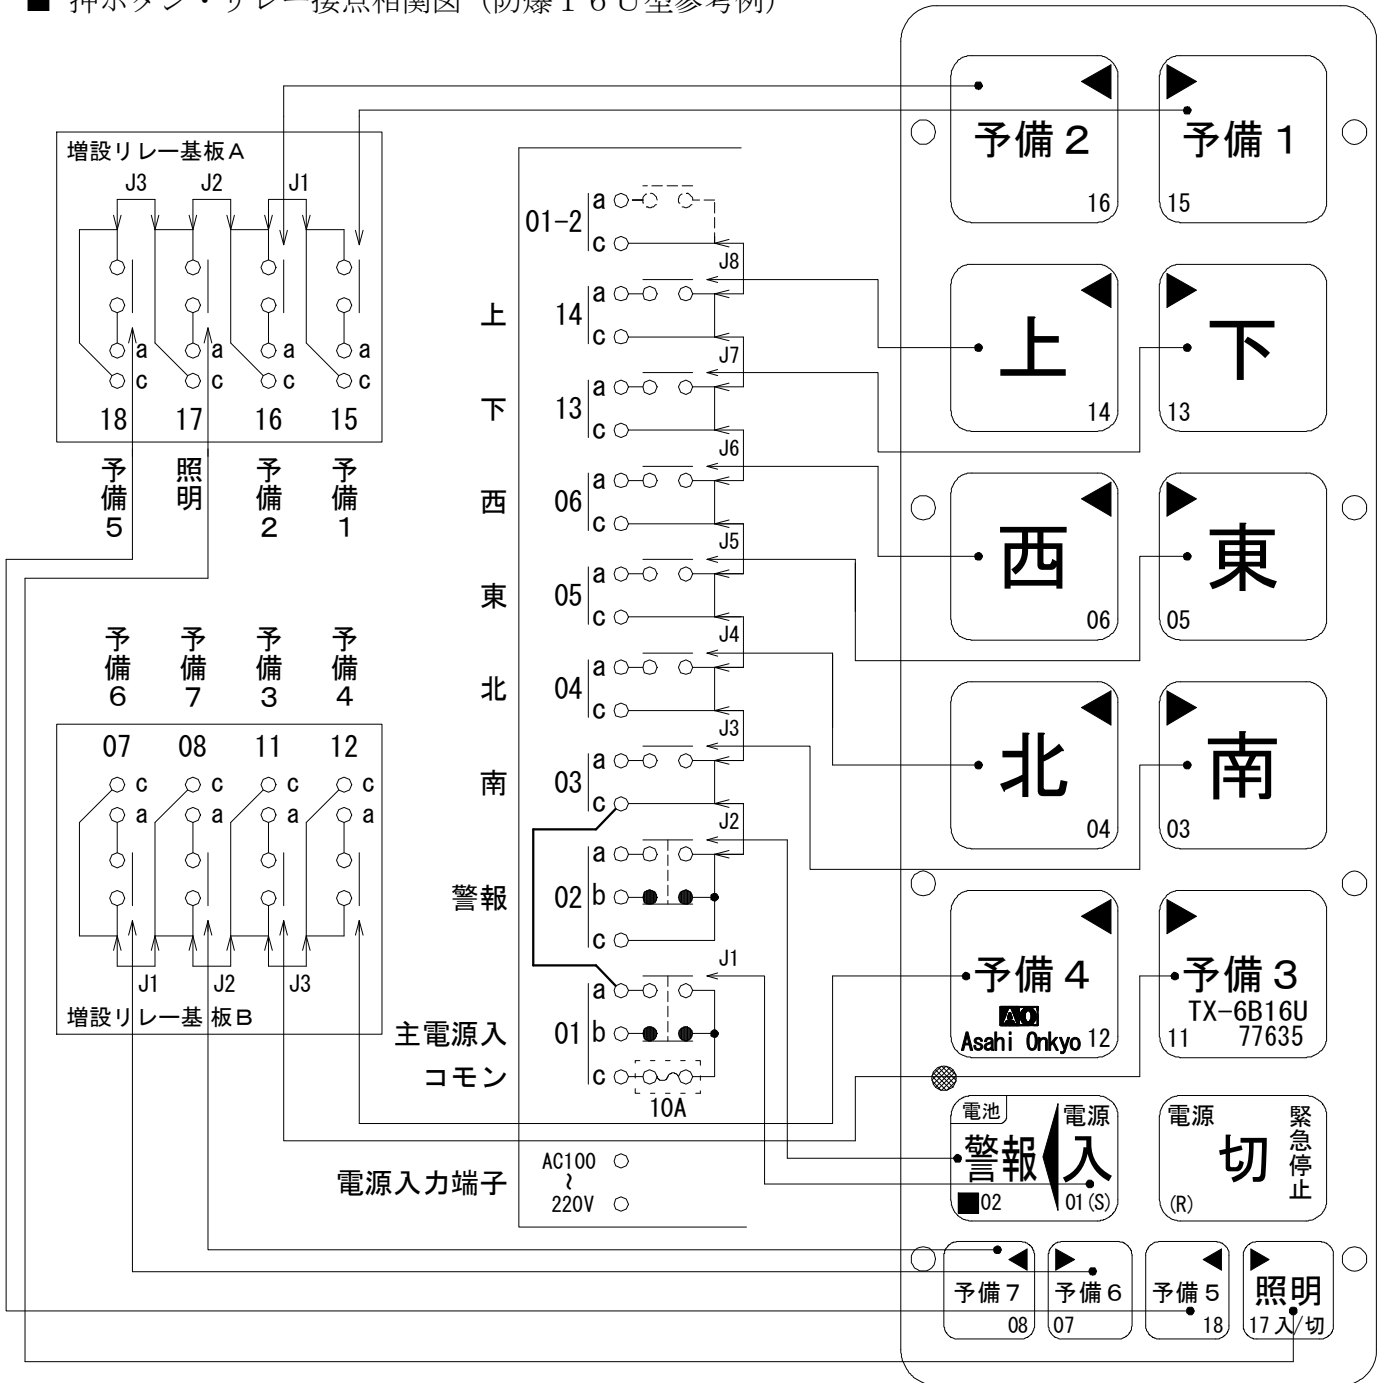 ■ 押ボタン・リレー接点相関図（防爆１６Ｕ型参考例）
増設リレー基板A
J3 J2 J1
a a a a
c c c c
18 17 16 15
予備5 照明 予備2 予備1
予備6 予備7 予備3 予備4
07 08 11 12
c c c c
a a a a
J1 J2 J3
増設リレー基板B
01-2 a
c
J8
上 14 a
c
J7
下 13 a
c
J6
西 06 a
c
J5
東 05 a
c
J4
北 04 a
c
J3
南 03 a
c
J2
警報 02 a
b
c
J1
主電源入 01 a
b
コモン c
10A
電源入力端子 AC100
～
220V
予備2 予備1
16 15
上 下
14 13
西 東
06 05
北 南
04 03
予備4 予備3
AO
Asahi Onkyo 12
TX-6B16U
11 77635
電池 電源
警報 入
02 01(S)
電源 緊急停止
切
(R)
予備7 予備6 予備5 照明
08 07 18 17入/切